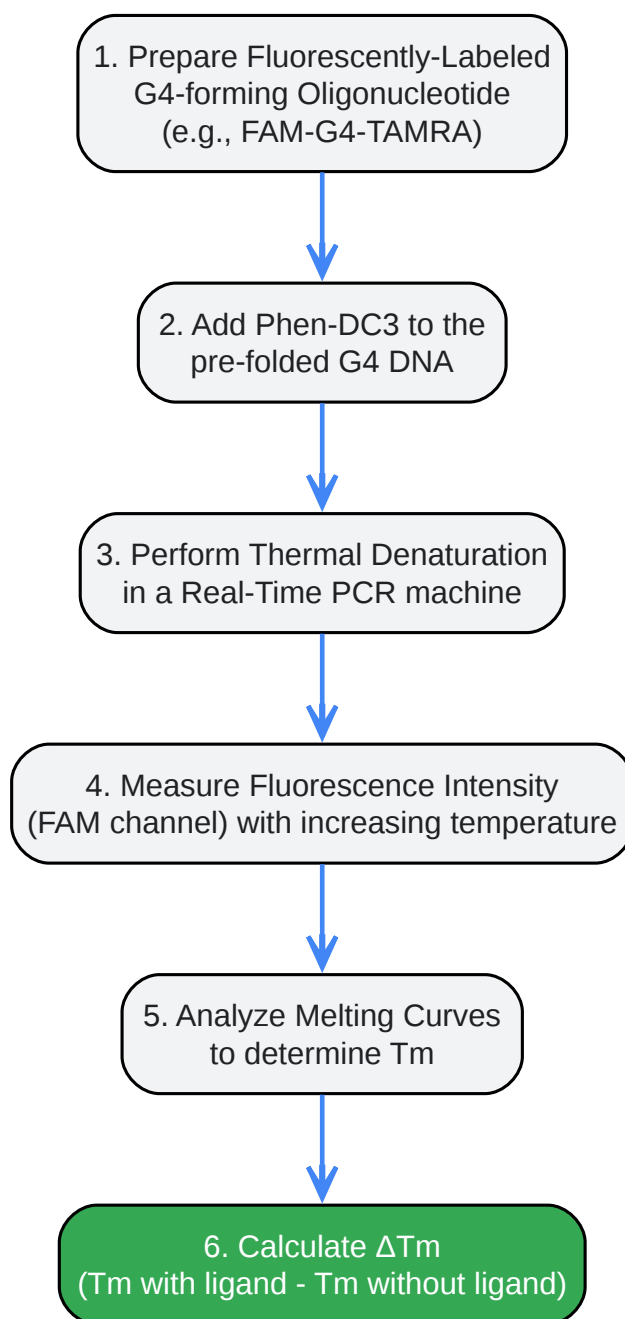 1. Prepare Fluorescently-Labeled
G4-forming Oligonucleotide
(e.g., FAM-G4-TAMRA)
2. Add Phen-DC3 to the
pre-folded G4 DNA
3. Perform Thermal Denaturation
in a Real-Time PCR machine
4. Measure Fluorescence Intensity
(FAM channel) with increasing temperature
5. Analyze Melting Curves
to determine Tm
6. Calculate ΔTm
(Tm with ligand - Tm without ligand)